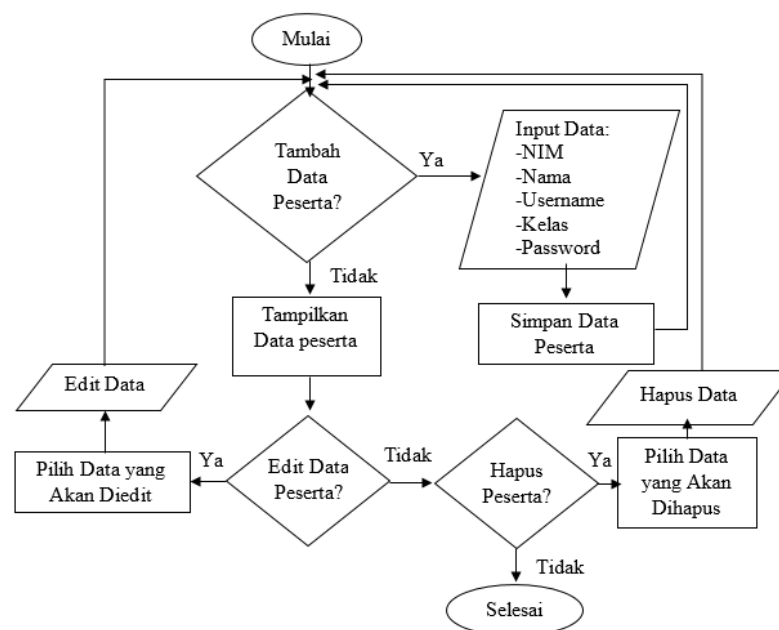 Mulai
Tambah
Data
Peserta?
Ya
Input Data:
-NIM
-Nama
-Username
-Kelas
-Password
Tidak
Tampilkan
Data peserta
Simpan Data
Peserta
Edit Data
Hapus Data
Pilih Data yang
Akan Diedit
Ya
Edit Data
Peserta?
Tidak
Hapus
Peserta?
Ya
Pilih Data
yang Akan
Dihapus
Tidak
Selesai